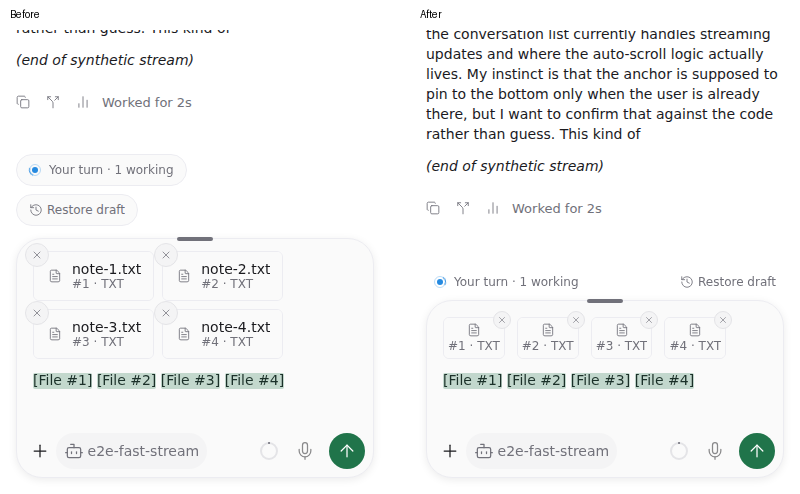 Before
rather than guess. This kind of
(end of synthetic stream)
Worked for 2s
Your turn · 1 working
Restore draft
note-1.txt
#1 · TXT
note-2.txt
#2 · TXT
note-3.txt
#3 · TXT
note-4.txt
#4 · TXT
[File #1] [File #2] [File #3] [File #4]
e2e-fast-stream
After
the conversation list currently handles streaming
updates and where the auto-scroll logic actually
lives. My instinct is that the anchor is supposed to
pin to the bottom only when the user is already
there, but I want to confirm that against the code
rather than guess. This kind of
(end of synthetic stream)
Worked for 2s
Your turn · 1 working
Restore draft
#1 · TXT
#2 · TXT
#3 · TXT
#4 · TXT
[File #1] [File #2] [File #3] [File #4]
e2e-fast-stream